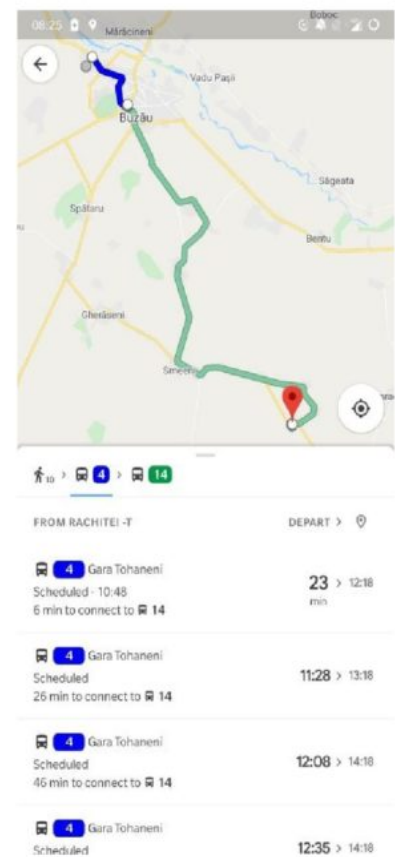 08:25
Boboc
Mărăcineni
Vadu Pașii
Buzău
Săgeata
Spătaru
Bentu
Gherăseni
Smeeni
10 > 4 > 14
FROM RACHITEI -T DEPART >
4 Gara Tohaneni
Scheduled · 10:48
6 min to connect to 14
23 > 12:18
min
4 Gara Tohaneni
Scheduled
26 min to connect to 14
11:28 > 13:18
4 Gara Tohaneni
Scheduled
46 min to connect to 14
12:08 > 14:18
4 Gara Tohaneni
Scheduled
12:35 > 14:18